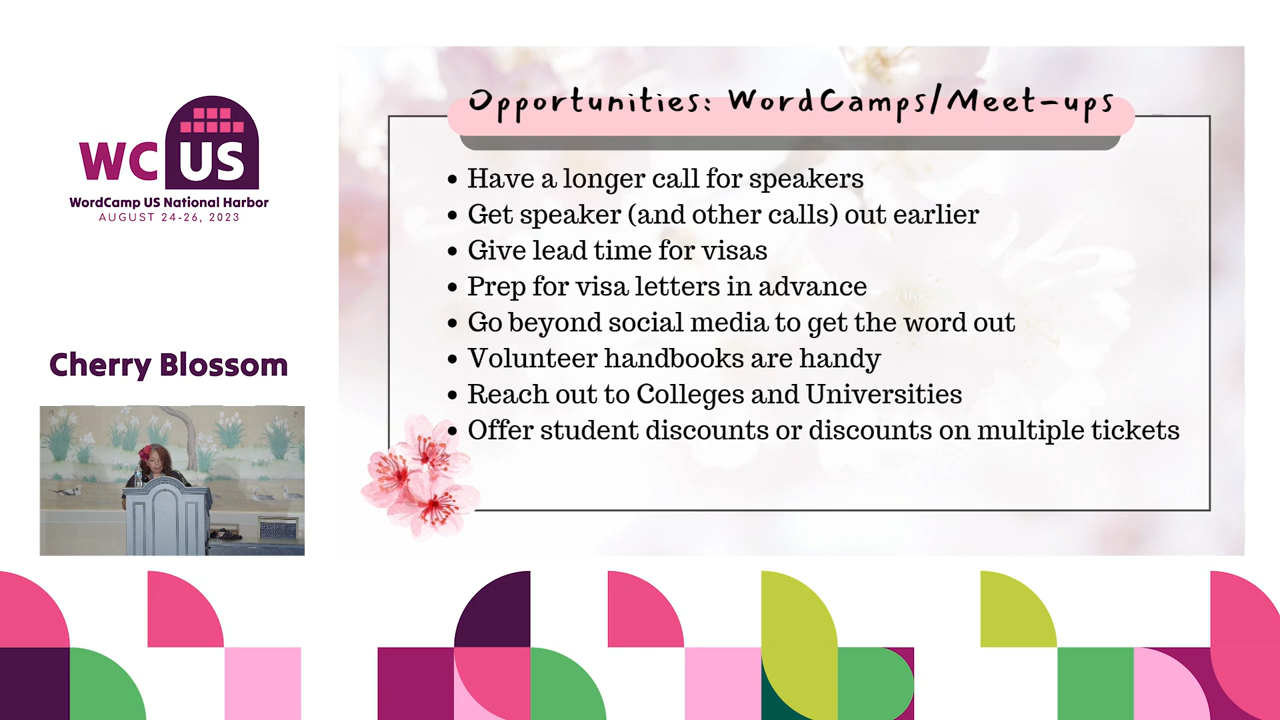 WC US
WordCamp US National Harbor
AUGUST 24-26, 2023
Cherry Blossom
Opportunities: WordCamps/Meet-ups
• Have a longer call for speakers
• Get speaker (and other calls) out earlier
• Give lead time for visas
• Prep for visa letters in advance
• Go beyond social media to get the word out
• Volunteer handbooks are handy
• Reach out to Colleges and Universities
• Offer student discounts or discounts on multiple tickets